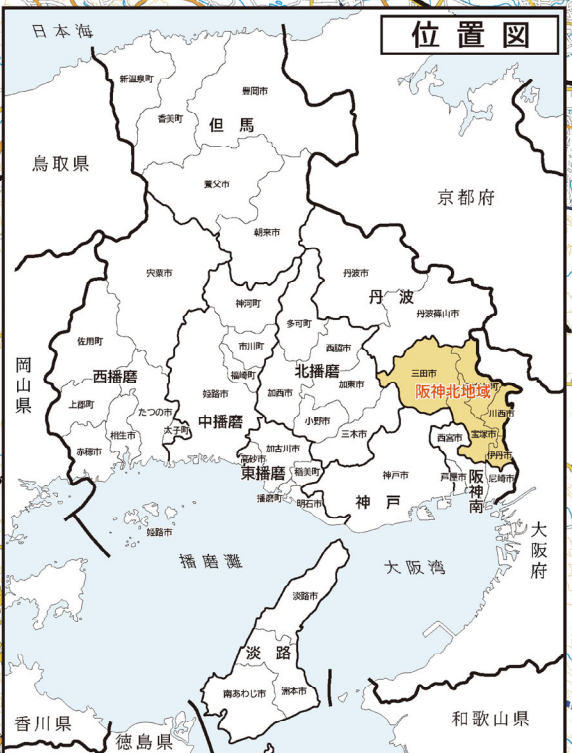 位置図
日本海
新温泉町
豊岡市
香美町
但馬
鳥取県
養父市
京都府
朝来市
宍粟市
丹波市
丹波
神河町
丹波篠山市
多可町
佐用町
市川町
西脇市
岡山県
福崎町
北播磨
三田市
西播磨
加東市
阪神北地域
町
姫路市
加西市
上郡町
たつの市
川西市
中播磨
小野市
太子町
相生市
三木市
西宮市
宝塚市
赤穂市
加古川市
伊丹市
高砂市
東播磨
稲美町
神戸市
芦屋市
阪神南
尼崎市
播磨町
明石市
神戸
姫路市
大阪府
播磨灘
大阪湾
淡路市
淡路
南あわじ市
洲本市
香川県
徳島県
和歌山県